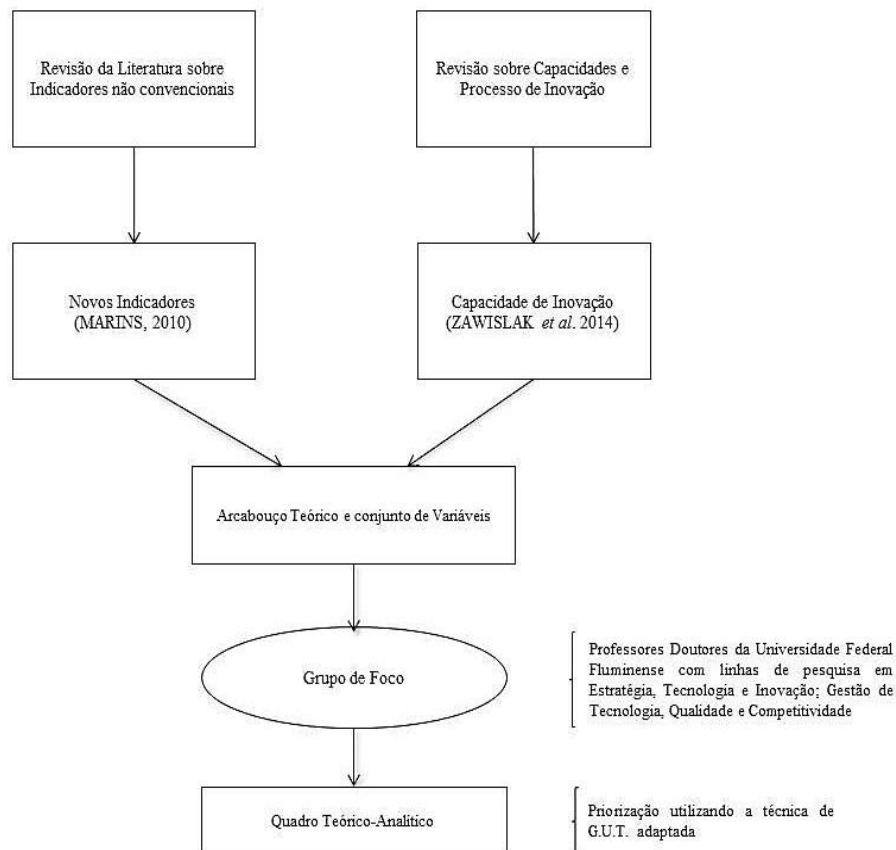 Revisão da Literatura sobre
Indicadores não convencionais
Revisão sobre Capacidades e
Processo de Inovação
Novos Indicadores
(MARINS, 2010)
Capacidade de Inovação
(ZAWISLAK et al. 2014)
Arcabouço Teórico e conjunto de Variáveis
Grupo de Foco
Professores Doutores da Universidade Federal
Fluminense com linhas de pesquisa em
Estratégia, Tecnologia e Inovação; Gestão de
Tecnologia, Qualidade e Competitividade
Quadro Teórico-Analítico
Priorização utilizando a técnica de
G.U.T. adaptada